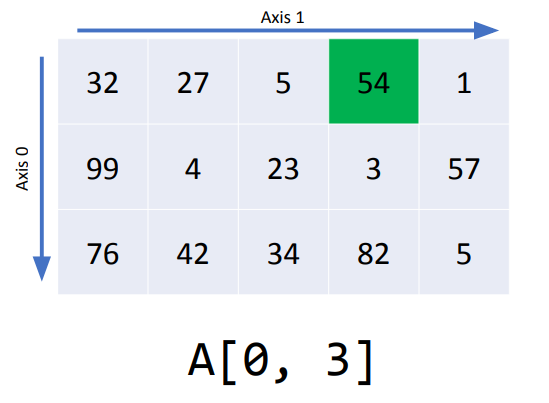 Axis 1
Axis 0
32 27 5 54 1
99 4 23 3 57
76 42 34 82 5
A[0, 3]